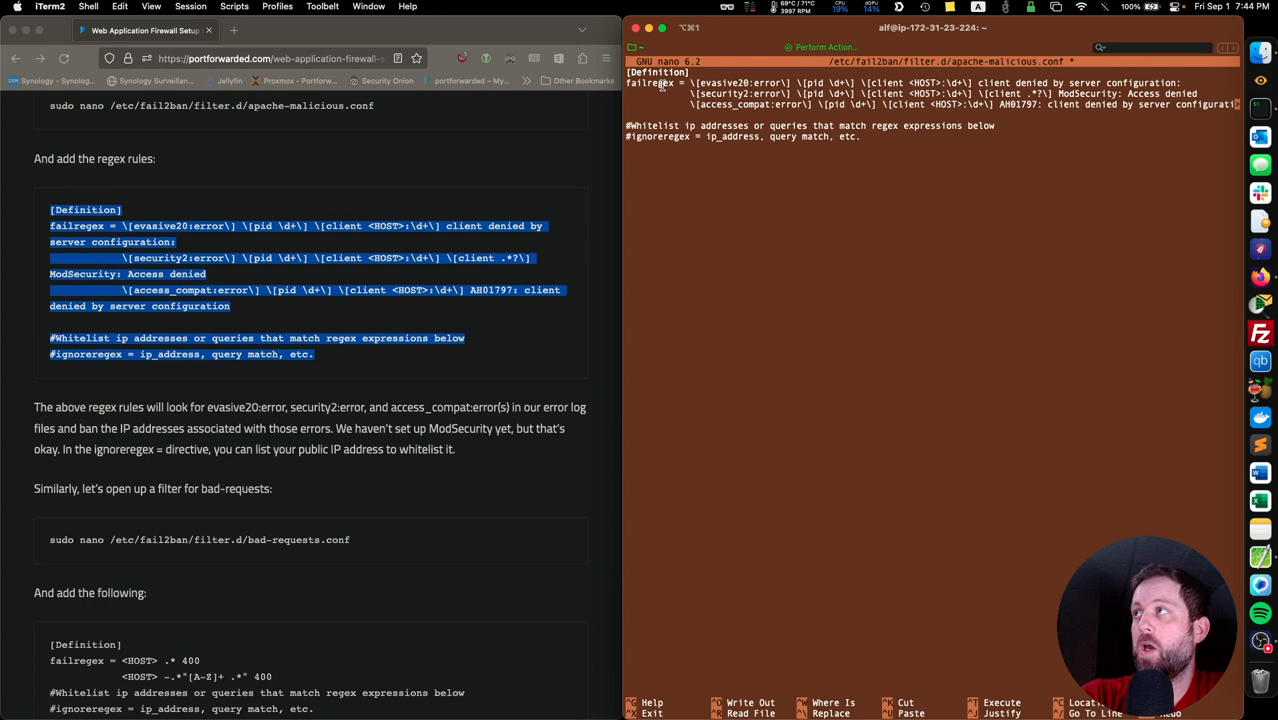 iTerm2 Shell Edit View Session Scripts Profiles Toolbelt Window Help
69°C / 71°C
3997 RPM
CPU
19%
dGPU
14%
A
100%
Fri Sep 1 7:44 PM
Web Application Firewall Setup
https://portforwarded.com/web-application-firewall-s
Synology - Synology... Synology Surveillan... Jellyfin Proxmox - Portforw... Security Onion portforwarded – My... Other Bookmarks
sudo nano /etc/fail2ban/filter.d/apache-malicious.conf
And add the regex rules:
[Definition]
failregex = \[evasive20:error\] \[pid \d+\] \[client <HOST>:\d+\] client denied by
server configuration:
\[security2:error\] \[pid \d+\] \[client <HOST>:\d+\] \[client .*?\]
ModSecurity: Access denied
\[access_compat:error\] \[pid \d+\] \[client <HOST>:\d+\] AH01797: client
denied by server configuration
#Whitelist ip addresses or queries that match regex expressions below
#ignoreregex = ip_address, query match, etc.
The above regex rules will look for evasive20:error, security2:error, and access_compat:error(s) in our error log
files and ban the IP addresses associated with those errors. We haven't set up ModSecurity yet, but that's
okay. In the ignoreregex = directive, you can list your public IP address to whitelist it.
Similarly, let's open up a filter for bad-requests:
sudo nano /etc/fail2ban/filter.d/bad-requests.conf
And add the following:
[Definition]
failregex = <HOST> .* 400
<HOST> -.*"[A-Z]+ .*" 400
#Whitelist ip addresses or queries that match regex expressions below
#ignoreregex = ip_address, query match, etc.
⌥⌘1
alf@ip-172-31-23-224: ~
~
Perform Action...
GNU nano 6.2 /etc/fail2ban/filter.d/apache-malicious.conf *
[Definition]
failregex = \[evasive20:error\] \[pid \d+\] \[client <HOST>:\d+\] client denied by server configuration:
\[security2:error\] \[pid \d+\] \[client <HOST>:\d+\] \[client .*?\] ModSecurity: Access denied
\[access_compat:error\] \[pid \d+\] \[client <HOST>:\d+\] AH01797: client denied by server configurati>
#Whitelist ip addresses or queries that match regex expressions below
#ignoreregex = ip_address, query match, etc.
^G Help ^O Write Out ^W Where Is ^K Cut ^T Execute ^C Locati
^X Exit ^R Read File ^\ Replace ^U Paste ^J Justify ^/ Go To Line Redo